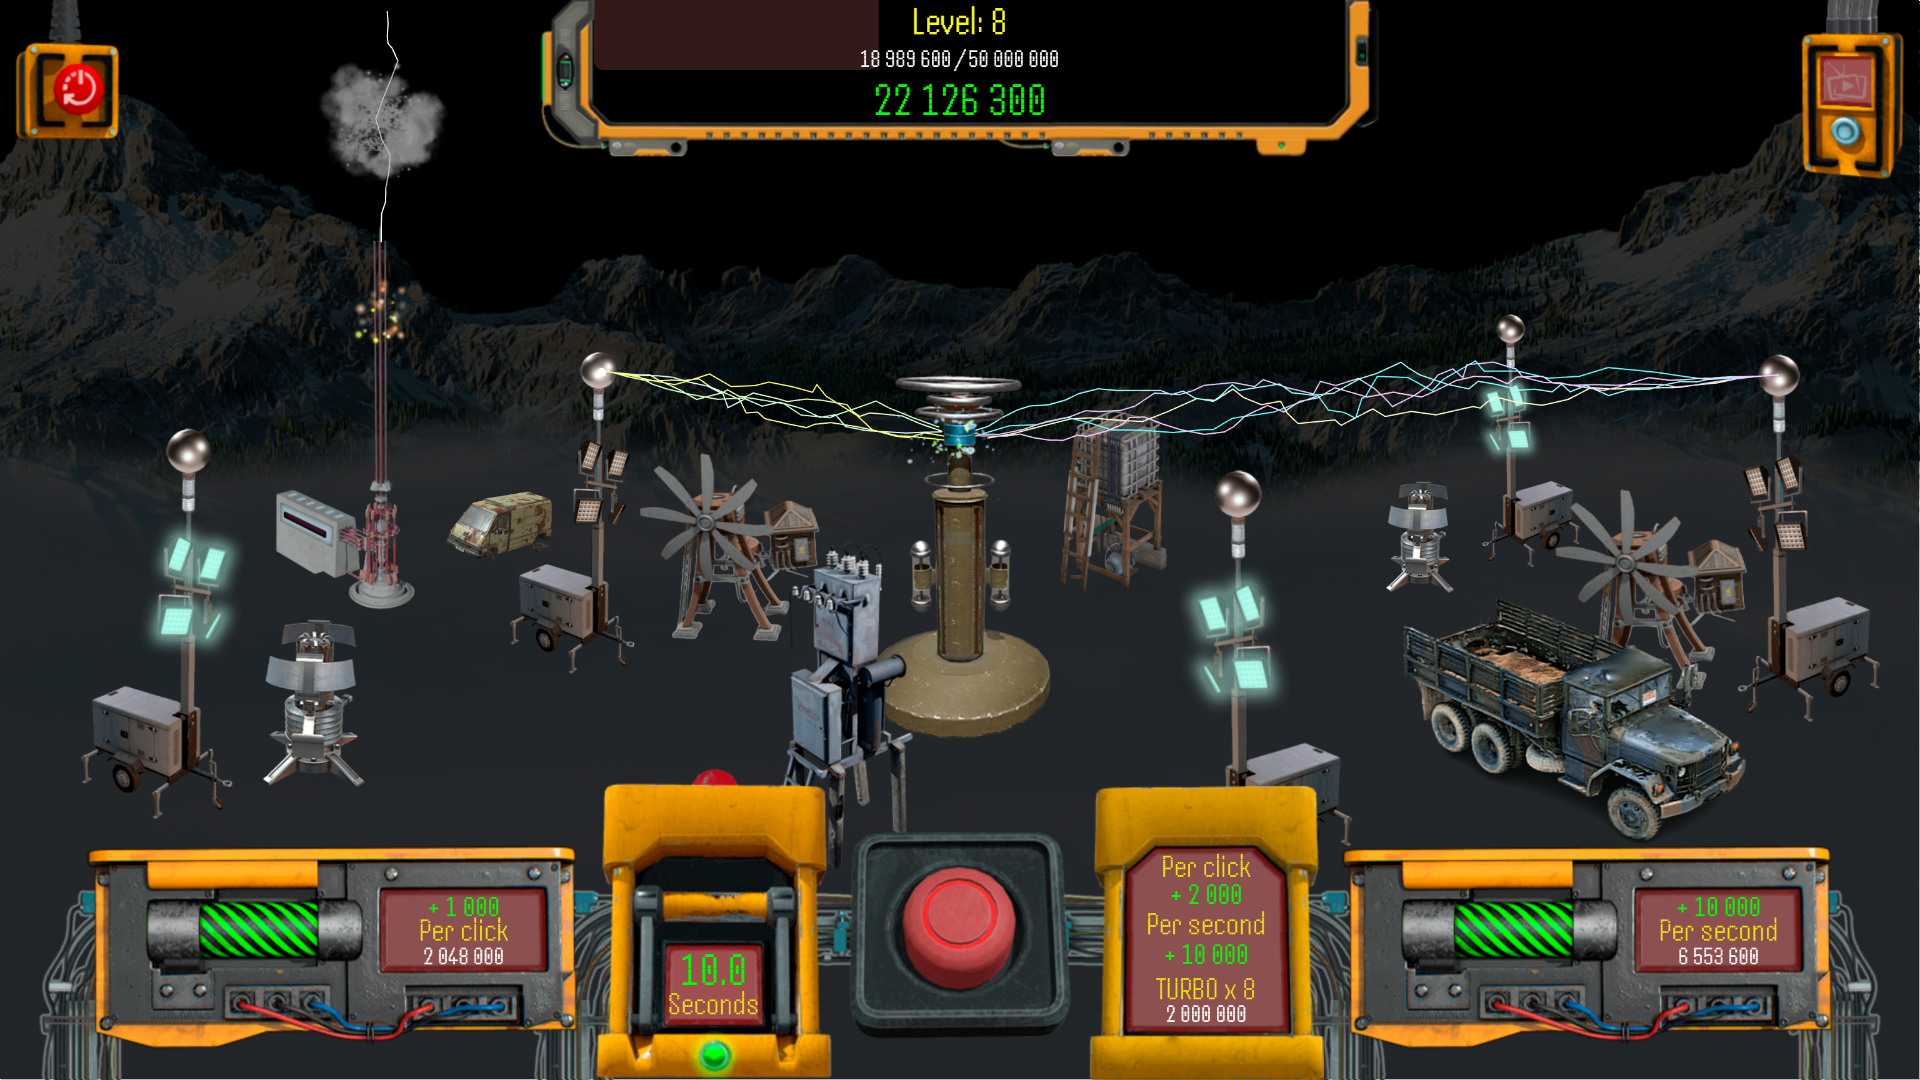 Level: 8
18 989 600/50 000 000
22 126 300
+ 1 000
Per click
2 048 000
10.0
Seconds
Per click
+ 2 000
Per second
+ 10 000
TURBO x 8
2 000 000
+ 10 000
Per second
6 553 600